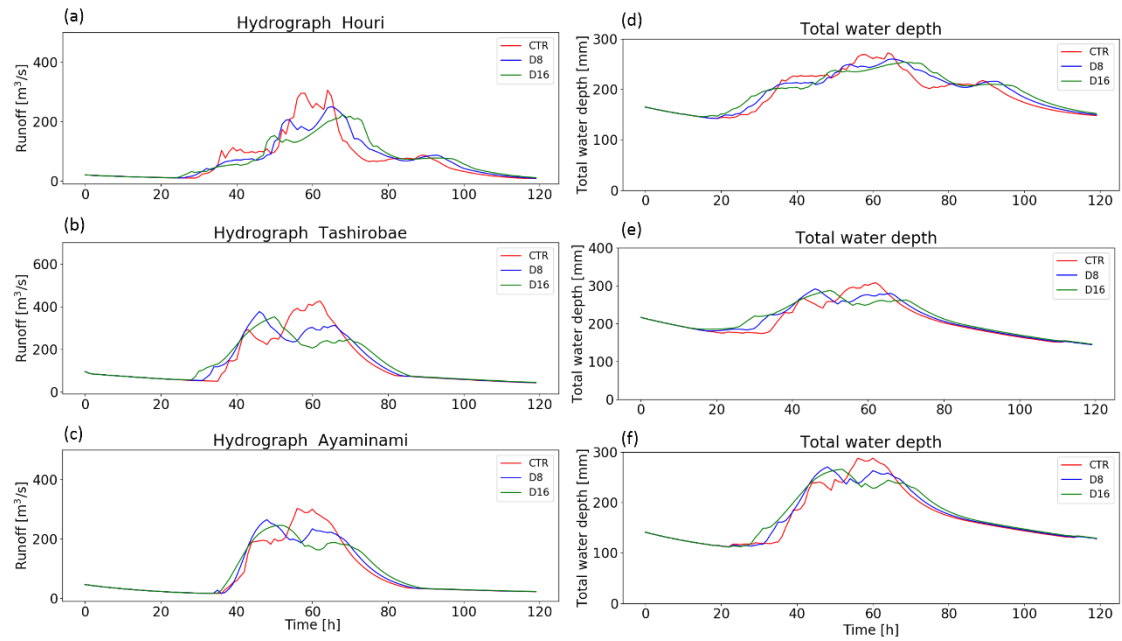 (a)
Hydrograph Houri
Runoff [m³/s]
400
200
0
0 20 40 60 80 100 120
CTR
D8
D16
(d)
Total water depth
Total water depth [mm]
300
200
100
0
0 20 40 60 80 100 120
CTR
D8
D16
(b)
Hydrograph Tashirobae
Runoff [m³/s]
600
400
200
0
0 20 40 60 80 100 120
CTR
D8
D16
(e)
Total water depth
Total water depth [mm]
400
300
200
100
0
0 20 40 60 80 100 120
CTR
D8
D16
(c)
Hydrograph Ayaminami
Runoff [m³/s]
400
200
0
0 20 40 60 80 100 120
Time [h]
CTR
D8
D16
(f)
Total water depth
Total water depth [mm]
300
200
100
0
0 20 40 60 80 100 120
Time [h]
CTR
D8
D16